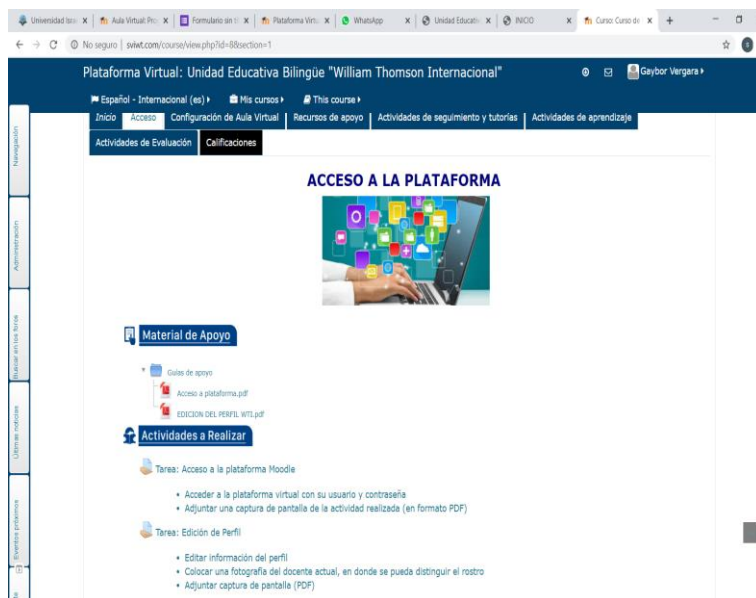 Universidad Isra
Aula Virtual: Pro
Formulario sin tí
Plataforma Virtu
WhatsApp
Unidad Educativ
INICIO
Curso: Curso de
No seguro | sviwt.com/course/view.php?id=88&section=1
Plataforma Virtual: Unidad Educativa Bilingüe "William Thomson Internacional"
Gaybor Vergara
Español - Internacional (es)
Mis cursos
This course
Inicio
Acceso
Configuración de Aula Virtual
Recursos de apoyo
Actividades de seguimiento y tutorías
Actividades de aprendizaje
Actividades de Evaluación
Calificaciones
Navegación
Administración
Buscar en los foros
Últimas noticias
Eventos próximos
ACCESO A LA PLATAFORMA
Material de Apoyo
Guias de apoyo
Acceso a plataforma.pdf
EDICION DEL PERFIL WTI.pdf
Actividades a Realizar
Tarea: Acceso a la plataforma Moodle
• Acceder a la plataforma virtual con su usuario y contraseña
• Adjuntar una captura de pantalla de la actividad realizada (en formato PDF)
Tarea: Edición de Perfil
• Editar información del perfil
• Colocar una fotografía del docente actual, en donde se pueda distinguir el rostro
• Adjuntar captura de pantalla (PDF)